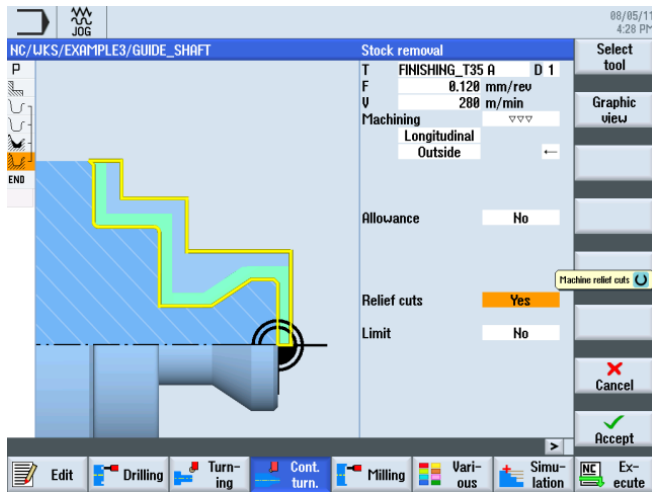 JOG
08/05/11
4:28 PM
NC/WKS/EXAMPLE3/GUIDE_SHAFT
Stock removal
Select tool
P
T FINISHING_T35 A D 1
F 0.120 mm/rev
V 280 m/min
Graphic view
Machining ▽▽▽
Longitudinal
Outside ←
END
Allowance No
Machine relief cuts
Relief cuts Yes
Limit No
Cancel
Accept
>
Edit
Drilling
Turn-
ing
Cont.
turn.
Milling
Vari-
ous
Simu-
lation
NC
Ex-
ecute